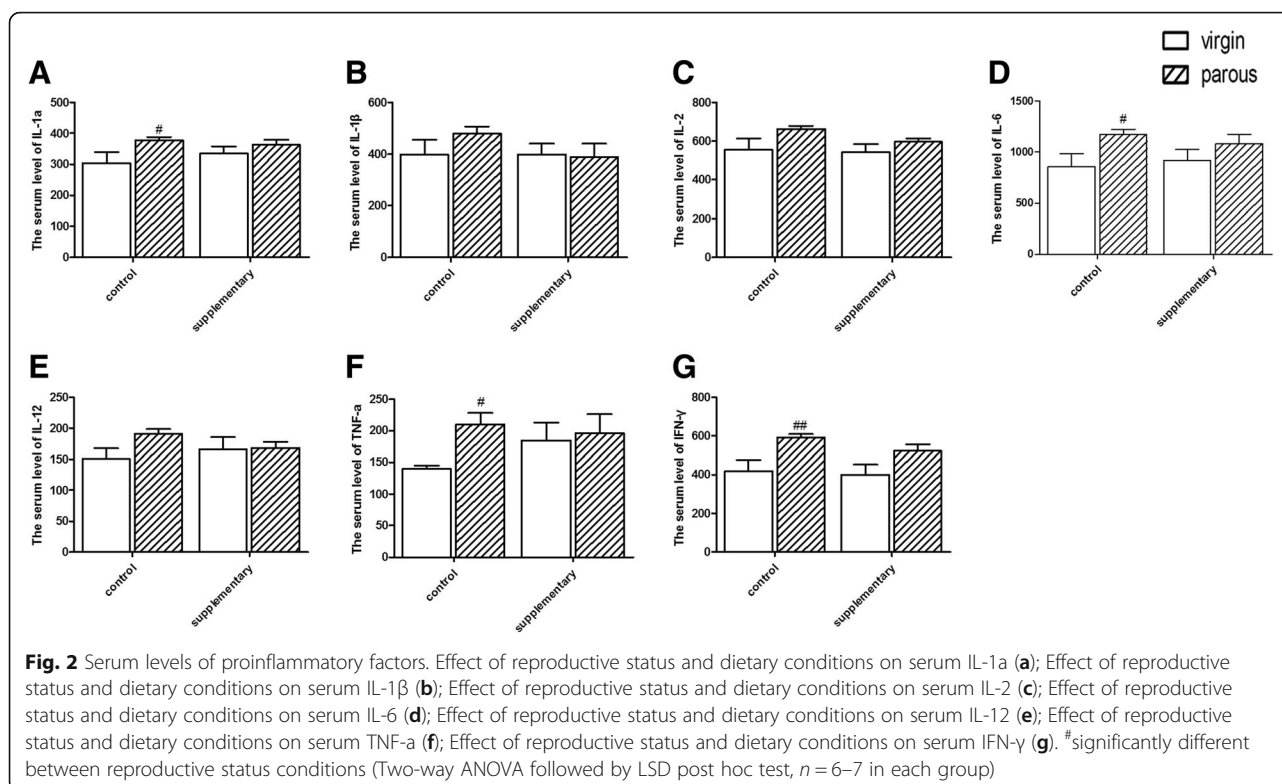 virgin
parous
A
The serum level of IL-1a
500
400
300
200
100
0
#
control
supplementary
B
The serum level of IL-1β
600
400
200
0
control
supplementary
C
The serum level of IL-2
800
600
400
200
0
control
supplementary
D
The serum level of IL-6
1500
1000
500
0
#
control
supplementary
E
The serum level of IL-12
250
200
150
100
50
0
control
supplementary
F
The serum level of TNF-a
250
200
150
100
50
0
#
control
supplementary
G
The serum level of IFN-γ
800
600
400
200
0
##
control
supplementary
Fig. 2 Serum levels of proinflammatory factors. Effect of reproductive status and dietary conditions on serum IL-1a (a); Effect of reproductive
status and dietary conditions on serum IL-1β (b); Effect of reproductive status and dietary conditions on serum IL-2 (c); Effect of reproductive
status and dietary conditions on serum IL-6 (d); Effect of reproductive status and dietary conditions on serum IL-12 (e); Effect of reproductive
status and dietary conditions on serum TNF-a (f); Effect of reproductive status and dietary conditions on serum IFN-γ (g). #significantly different
between reproductive status conditions (Two-way ANOVA followed by LSD post hoc test, n = 6–7 in each group)